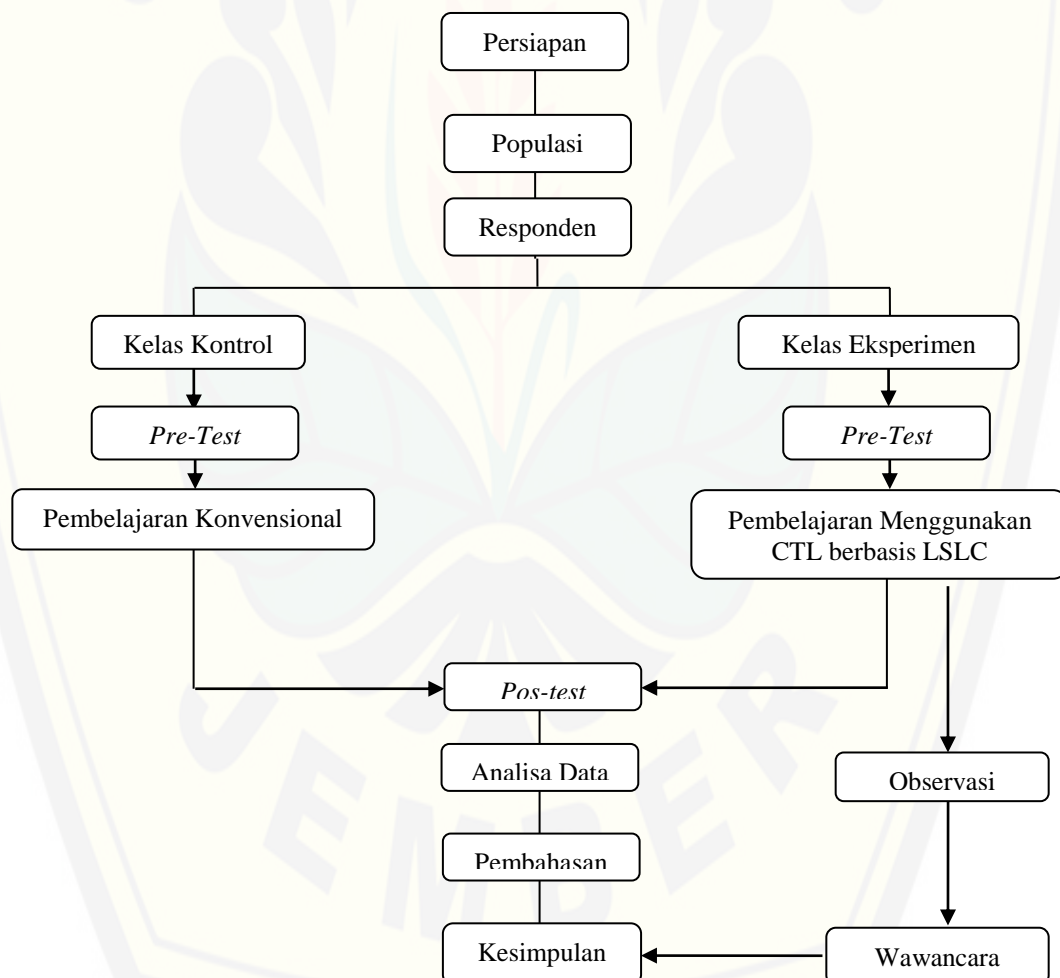 Persiapan
Populasi
Responden
Kelas Kontrol
Kelas Eksperimen
Pre-Test
Pre-Test
Pembelajaran Konvensional
Pembelajaran Menggunakan
CTL berbasis LSLC
Pos-test
Analisa Data
Observasi
Pembahasan
Kesimpulan
Wawancara
JEMBER